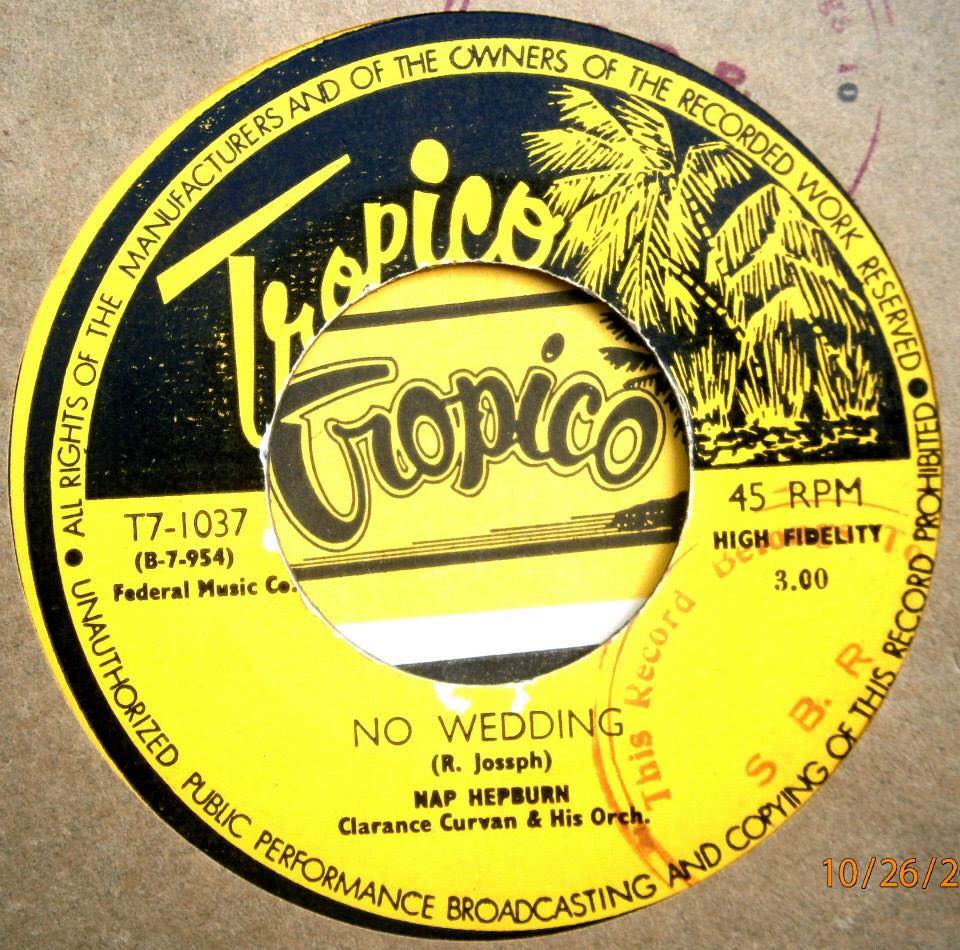 ● ALL RIGHTS OF THE MANUFACTURERS AND OF THE OWNERS OF THE RECORDED WORK RESERVED ●
UNAUTHORIZED PUBLIC PERFORMANCE BROADCASTING AND COPYING OF THIS RECORD PROHIBITED
Tropico
Tropico
T7-1037
(B-7-954)
Federal Music Co.
45 RPM
HIGH FIDELITY
3.00
This Record Belongs To
S. B. R
NO WEDDING
(R. Jossph)
NAP HEPBURN
Clarance Curvan & His Orch.
10/26/2